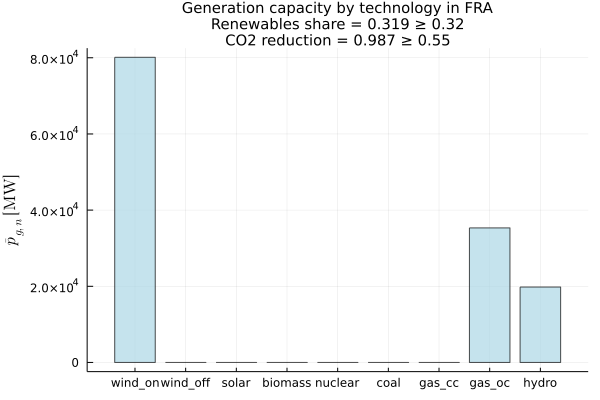 Generation capacity by technology in FRA
Renewables share = 0.319 ≥ 0.32
CO2 reduction = 0.987 ≥ 0.55
8.0×10⁴
6.0×10⁴
4.0×10⁴
2.0×10⁴
0
p̄g,n [MW]
wind_on wind_off solar biomass nuclear coal gas_cc gas_oc hydro